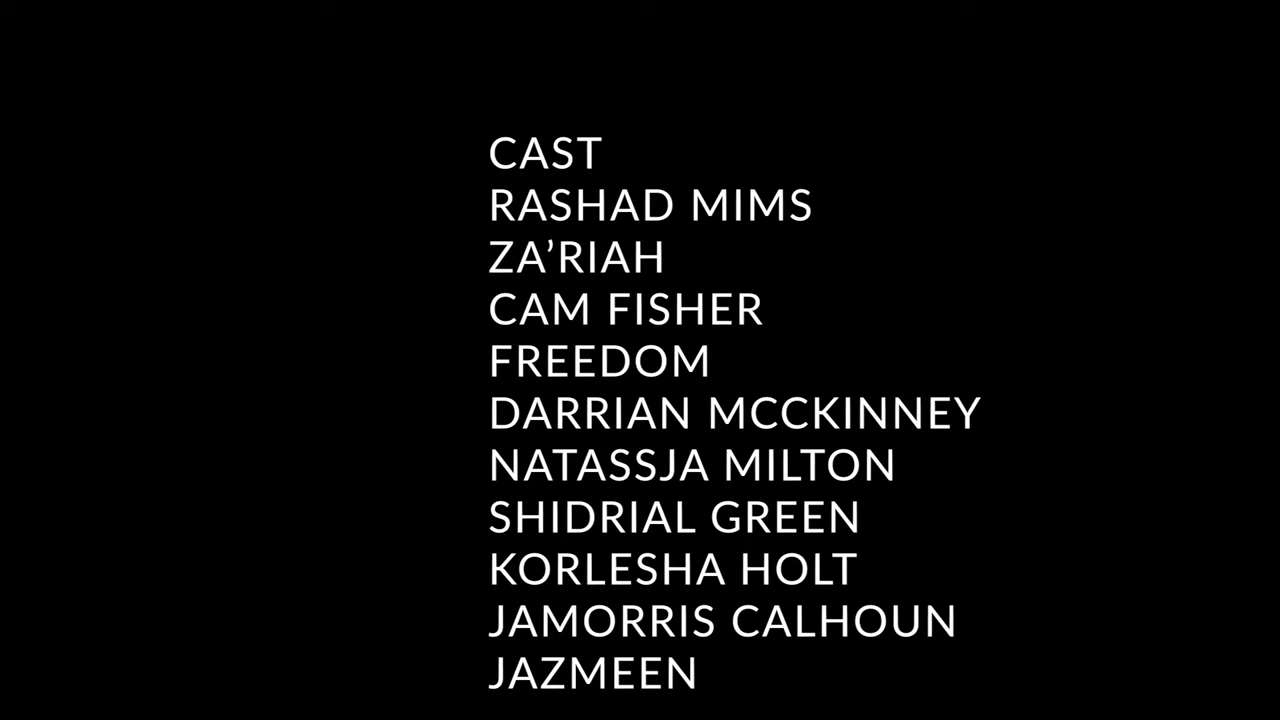 CAST
RASHAD MIMS
ZA’RIAH
CAM FISHER
FREEDOM
DARRIAN MCCKINNEY
NATASSJA MILTON
SHIDRIAL GREEN
KORLESHA HOLT
JAMORRIS CALHOUN
JAZMEEN